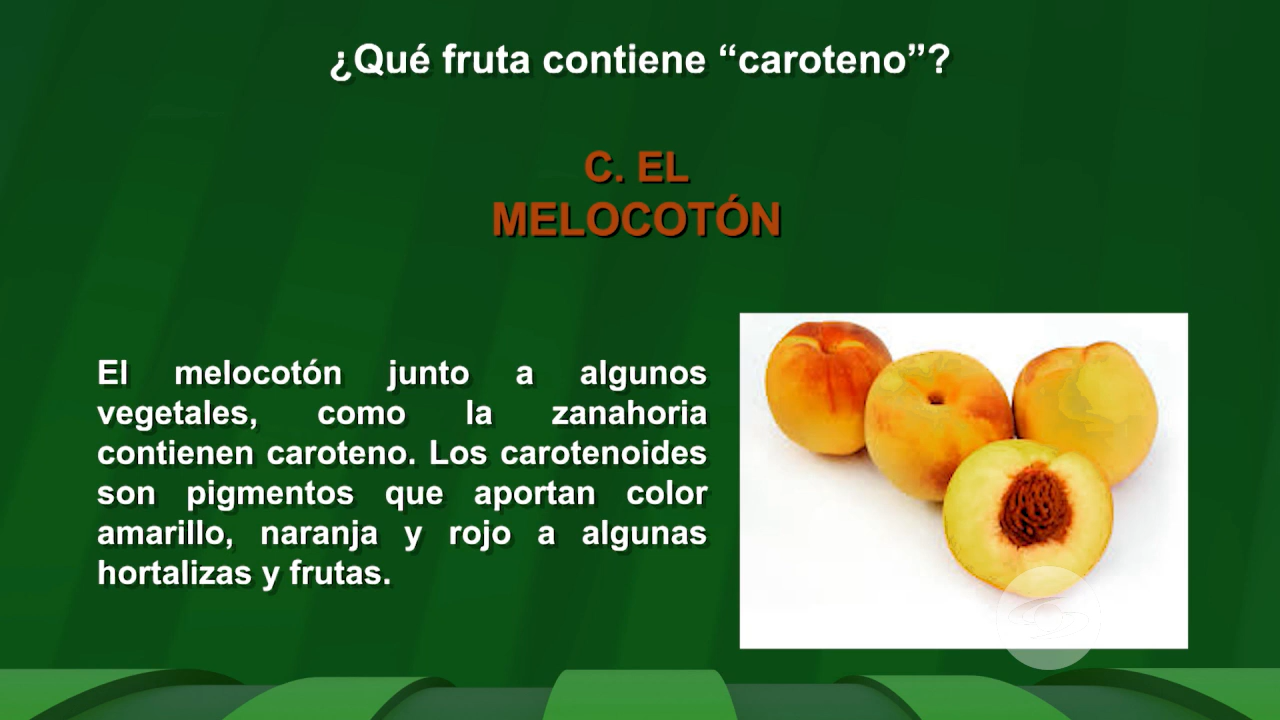 ¿Qué fruta contiene “caroteno”?
C. EL
MELOCOTÓN
El melocotón junto a algunos
vegetales, como la zanahoria
contienen caroteno. Los carotenoides
son pigmentos que aportan color
amarillo, naranja y rojo a algunas
hortalizas y frutas.